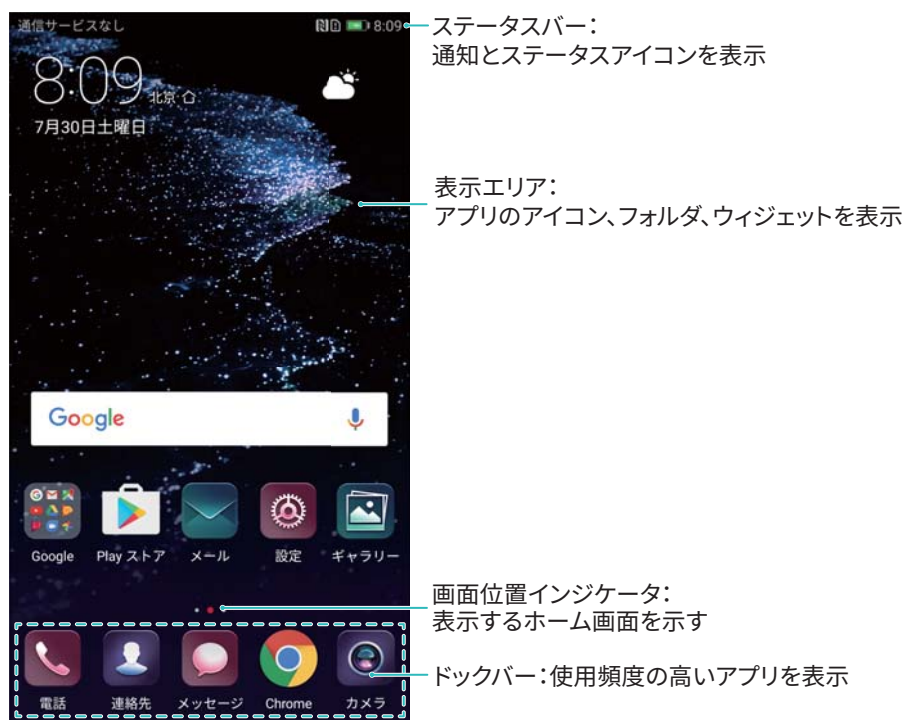 通信サービスなし
8:09
ステータスバー：
通知とステータスアイコンを表示
8:09 北京
7月30日土曜日
表示エリア：
アプリのアイコン、フォルダ、ウィジェットを表示
Google
Google
Play ストア
メール
設定
ギャラリー
画面位置インジケータ：
表示するホーム画面を示す
ドックバー：使用頻度の高いアプリを表示
電話
連絡先
メッセージ
Chrome
カメラ